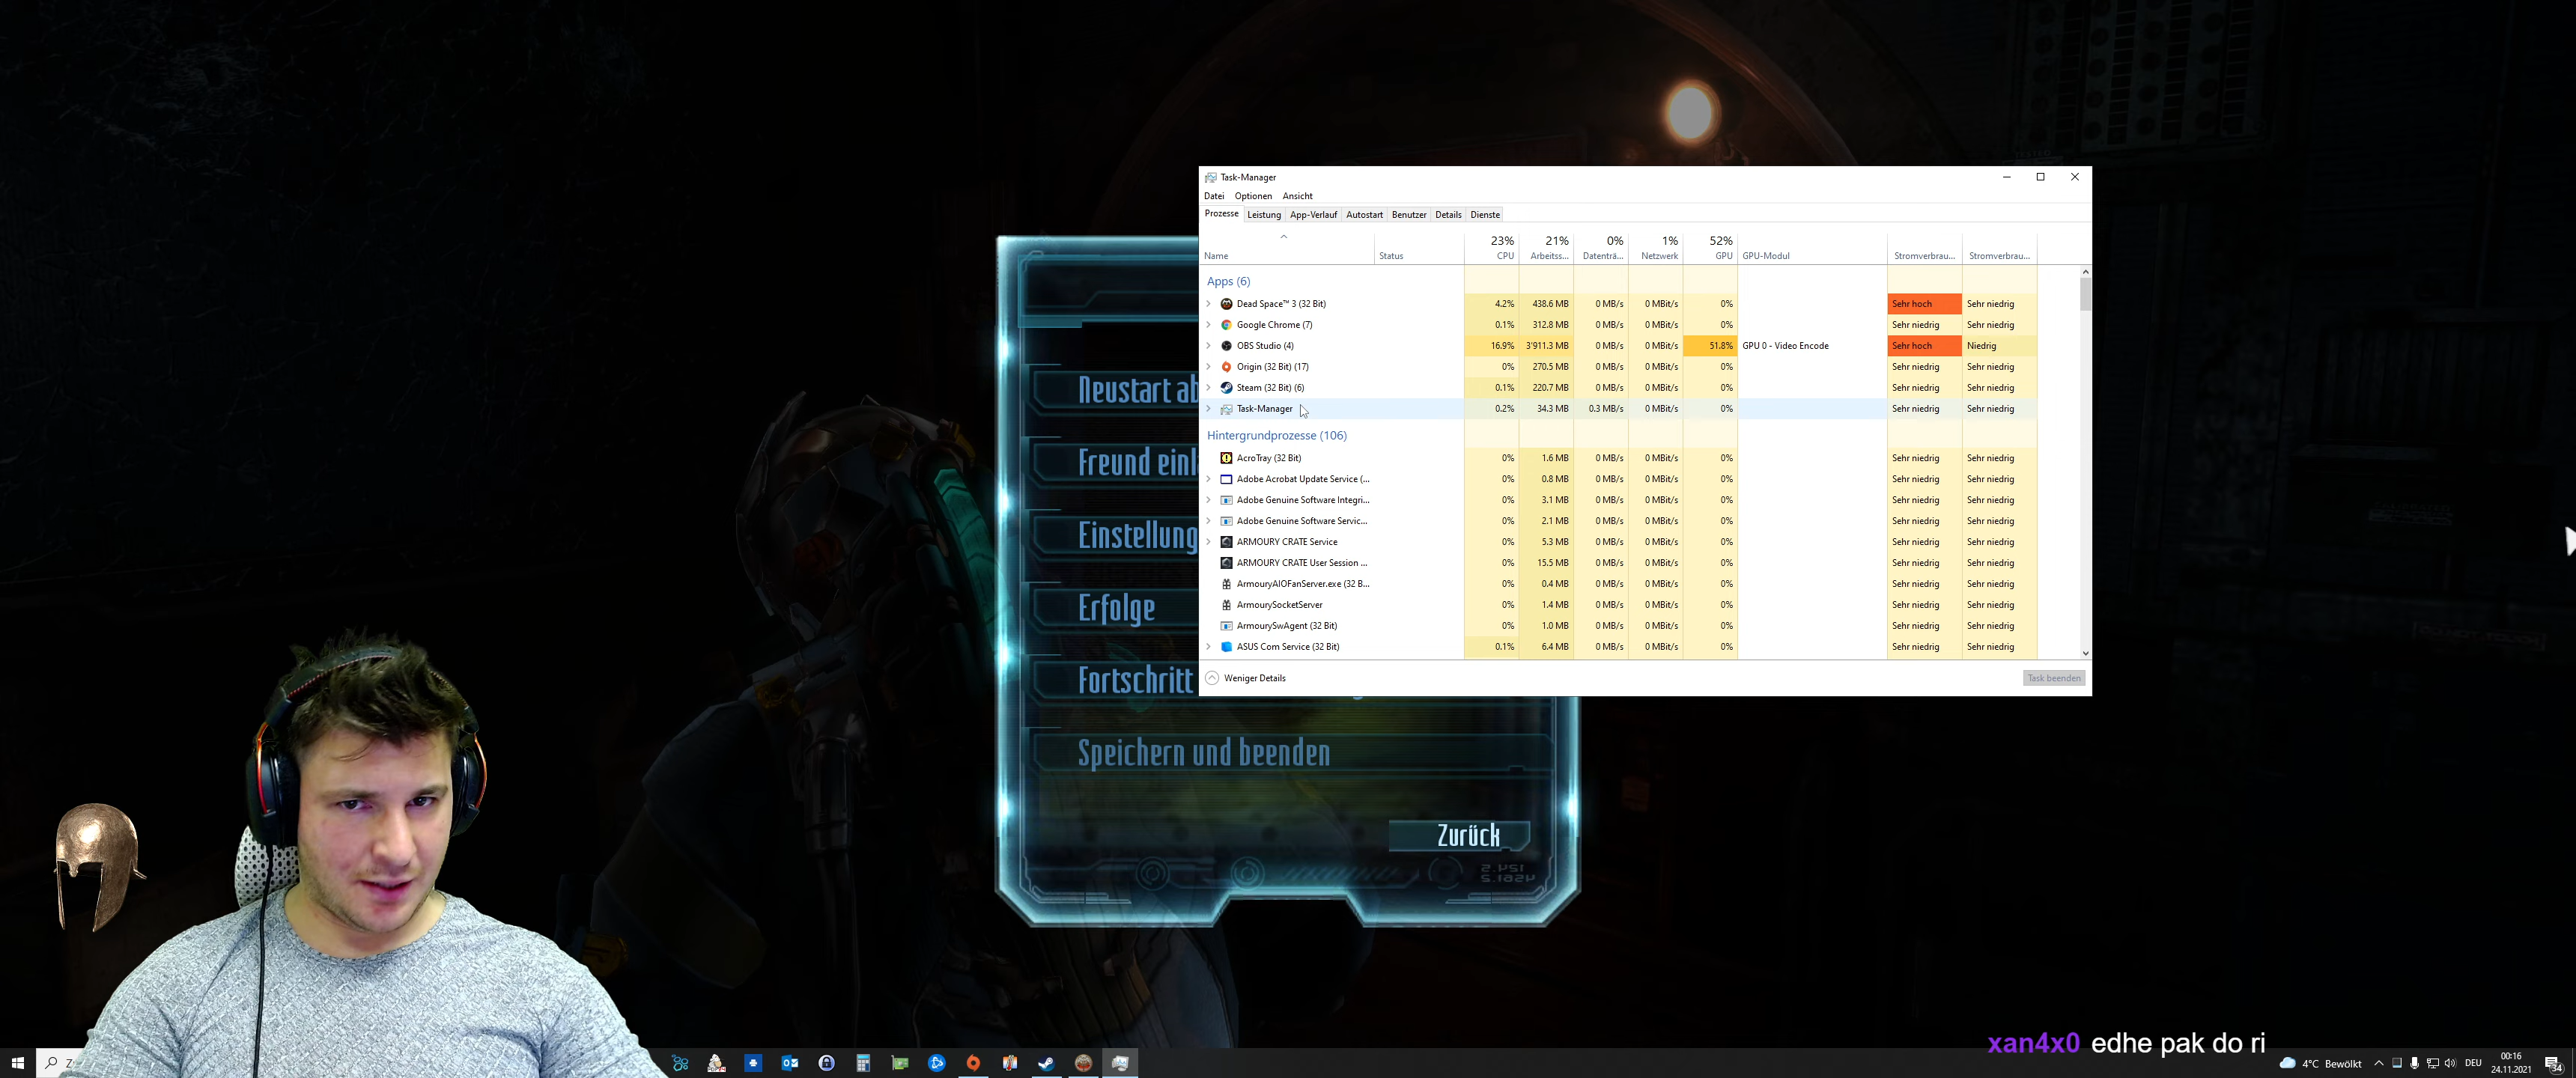 Task-Manager
Datei Optionen Ansicht
Prozesse Leistung App-Verlauf Autostart Benutzer Details Dienste
23% 21% 0% 1% 52%
Name Status CPU Arbeitss... Datenträ... Netzwerk GPU GPU-Modul Stromverbrau... Stromverbrau...
Apps (6)
Dead Space™ 3 (32 Bit) 4.2% 438.6 MB 0 MB/s 0 MBit/s 0% Sehr hoch Sehr niedrig
Google Chrome (7) 0.1% 312.8 MB 0 MB/s 0 MBit/s 0% Sehr niedrig Sehr niedrig
OBS Studio (4) 16.9% 3'911.3 MB 0 MB/s 0 MBit/s 51.8% GPU 0 - Video Encode Sehr hoch Niedrig
Origin (32 Bit) (17) 0% 270.5 MB 0 MB/s 0 MBit/s 0% Sehr niedrig Sehr niedrig
Steam (32 Bit) (6) 0.1% 220.7 MB 0 MB/s 0 MBit/s 0% Sehr niedrig Sehr niedrig
Task-Manager 0.2% 34.3 MB 0.3 MB/s 0 MBit/s 0% Sehr niedrig Sehr niedrig
Hintergrundprozesse (106)
AcroTray (32 Bit) 0% 1.6 MB 0 MB/s 0 MBit/s 0% Sehr niedrig Sehr niedrig
Adobe Acrobat Update Service (... 0% 0.8 MB 0 MB/s 0 MBit/s 0% Sehr niedrig Sehr niedrig
Adobe Genuine Software Integri... 0% 3.1 MB 0 MB/s 0 MBit/s 0% Sehr niedrig Sehr niedrig
Adobe Genuine Software Servic... 0% 2.1 MB 0 MB/s 0 MBit/s 0% Sehr niedrig Sehr niedrig
ARMOURY CRATE Service 0% 5.3 MB 0 MB/s 0 MBit/s 0% Sehr niedrig Sehr niedrig
ARMOURY CRATE User Session ... 0% 15.5 MB 0 MB/s 0 MBit/s 0% Sehr niedrig Sehr niedrig
ArmouryAIOFanServer.exe (32 B... 0% 0.4 MB 0 MB/s 0 MBit/s 0% Sehr niedrig Sehr niedrig
ArmourySocketServer 0% 1.4 MB 0 MB/s 0 MBit/s 0% Sehr niedrig Sehr niedrig
ArmourySwAgent (32 Bit) 0% 1.0 MB 0 MB/s 0 MBit/s 0% Sehr niedrig Sehr niedrig
ASUS Com Service (32 Bit) 0.1% 6.4 MB 0 MB/s 0 MBit/s 0% Sehr niedrig Sehr niedrig
Weniger Details Task beenden
Neustart ab
Freund einl
Einstellung
Erfolge
Fortschritt
Speichern und beenden
Zurück
xan4x0 edhe pak do ri
4°C Bewölkt DEU 00:16
24.11.2021
34